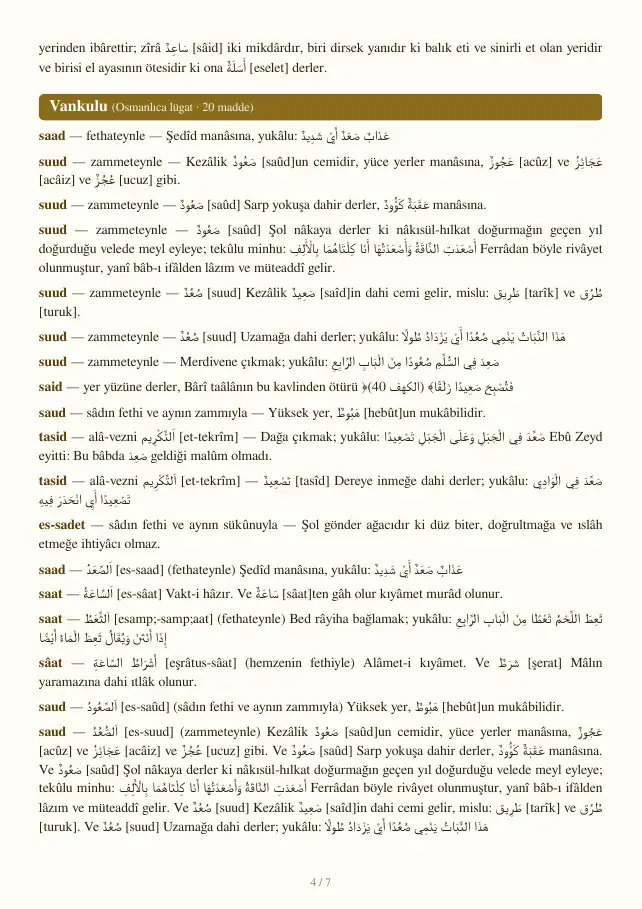 yerinden ibârettir; zîrâ سَاعِدٌ [sâid] iki mikdârdır, biri dirsek yanıdır ki balık eti ve sinirli et olan yeridir
ve birisi el ayasının ötesidir ki ona أَسَلَةٌ [eselet] derler.
Vankulu (Osmanlıca lügat · 20 madde)
saad — fethateynle — Şedîd manâsına, yukâlu: عَذَابٌ صَعَدٌ أَيْ شَدِيدٌ
suud — zammeteynle — Kezâlik صَعُودٌ [saûd]un cemidir, yüce yerler manâsına, عَجُوزٌ [acûz] ve عَجَائِزُ
[acâiz] ve عُجُزٌ [ucuz] gibi.
suud — zammeteynle — صَعُودٌ [saûd] Sarp yokuşa dahir derler, عَقَبَةٌ كَؤُودٌ manâsına.
suud — zammeteynle — صَعُودٌ [saûd] Şol nâkaya derler ki nâkısül-hılkat doğurmağın geçen yıl
doğurduğu velede meyl eyleye; tekûlu minhu: أَصْعَدَتِ النَّاقَةُ وَأَصْعَدْتُهَا أَنَا كِلْتَاهُمَا بِالْأَلِفِ Ferrâdan böyle rivâyet
olunmuştur, yanî bâb-ı ifâlden lâzım ve müteaddî gelir.
suud — zammeteynle — صُعُدٌ [suud] Kezâlik صَعِيدٌ [saîd]in dahi cemi gelir, mislu: طَرِيق [tarîk] ve طُرُق
[turuk].
suud — zammeteynle — صُعُدٌ [suud] Uzamağa dahi derler; yukâlu: هَذَا النَّبَاتُ يَنْمِي صُعُدًا أَيْ يَزْدَادُ طُولًا
suud — zammeteynle — Merdivene çıkmak; yukâlu: صَعِدَ فِي السُّلَّمِ صُعُودًا مِنَ الْبَابِ الرَّابِعِ
said — yer yüzüne derler, Bârî taâlânın bu kavlinden ötürü ﴿فَتُصْبِحَ صَعِيدًا زَلَقًا﴾ (الكهف 40)
saud — sâdın fethi ve aynın zammıyla — Yüksek yer, هَبُوطٌ [hebût]un mukâbilidir.
tasid — alâ-vezni اَلتَّكْرِيم [et-tekrîm] — Dağa çıkmak; yukâlu: صَعَّدَ فِي الْجَبَلِ وَعَلَى الْجَبَلِ تَصْعِيدًا Ebû Zeyd
eyitti: Bu bâbda صَعِدَ geldiği malûm olmadı.
tasid — alâ-vezni اَلتَّكْرِيم [et-tekrîm] — تَصْعِيدٌ [tasîd] Dereye inmeğe dahi derler; yukâlu: صَعَّدَ فِي الْوَادِي
تَصْعِيدًا أَيِ انْحَدَرَ فِيهِ
es-sadet — sâdın fethi ve aynın sükûnuyla — Şol gönder ağacıdır ki düz biter, doğrultmağa ve ıslâh
etmeğe ihtiyâcı olmaz.
saad — اَلصَّعَدُ [es-saad] (fethateyle) Şedîd manâsına, yukâlu: عَذَابٌ صَعَدٌ أَيْ شَدِيدٌ
saat — اَلسَّاعَةُ [es-sâat] Vakt-i hâzır. Ve سَاعَةٌ [sâat]ten gâh olur kıyâmet murâd olunur.
saat — اَلثَّعَطُ [esamp;-samp;aat] (fethateyle) Bed râyiha bağlamak; yukâlu: ثَعِطَ اللَّحْمُ ثَعَطًا مِنَ الْبَابِ الرَّابِعِ
إِذَا أَنْتَنَ وَيُقَالُ ثَعِطَ الْمَاءُ أَيْضًا
sâat — أَشْرَاطُ السَّاعَةِ [eşrâtus-sâat] (hemzenin fethiyle) Alâmet-i kıyâmet. Ve شَرَطٌ [şerat] Mâlın
yaramazına dahi ıtlâk olunur.
saud — اَلصَّعُودُ [es-saûd] (sâdın fethi ve aynın zammıyla) Yüksek yer, هَبُوطٌ [hebût]un mukâbilidir.
saud — اَلصُّعُدُ [es-suud] (zammeteyne) Kezâlik صَعُودٌ [saûd]un cemidir, yüce yerler manâsına, عَجُوزٌ
[acûz] ve عَجَائِزُ [acâiz] ve عُجُزٌ [ucuz] gibi. Ve صَعُودٌ [saûd] Sarp yokuşa dahir derler, عَقَبَةٌ كَؤُودٌ manâsına.
Ve صَعُودٌ [saûd] Şol nâkaya derler ki nâkısül-hılkat doğurmağın geçen yıl doğurduğu velede meyl eyleye;
tekûlu minhu: أَصْعَدَتِ النَّاقَةُ وَأَصْعَدْتُهَا أَنَا كِلْتَاهُمَا بِالْأَلِفِ Ferrâdan böyle rivâyet olunmuştur, yanî bâb-ı ifâlden
lâzım ve müteaddî gelir. Ve صُعُدٌ [suud] Kezâlik صَعِيدٌ [saîd]in dahi cemi gelir, mislu: طَرِيق [tarîk] ve طُرُق
[turuk]. Ve صُعُدٌ [suud] Uzamağa dahi derler; yukâlu: هَذَا النَّبَاتُ يَنْمِي صُعُدًا أَيْ يَزْدَادُ طُولًا
4 / 7